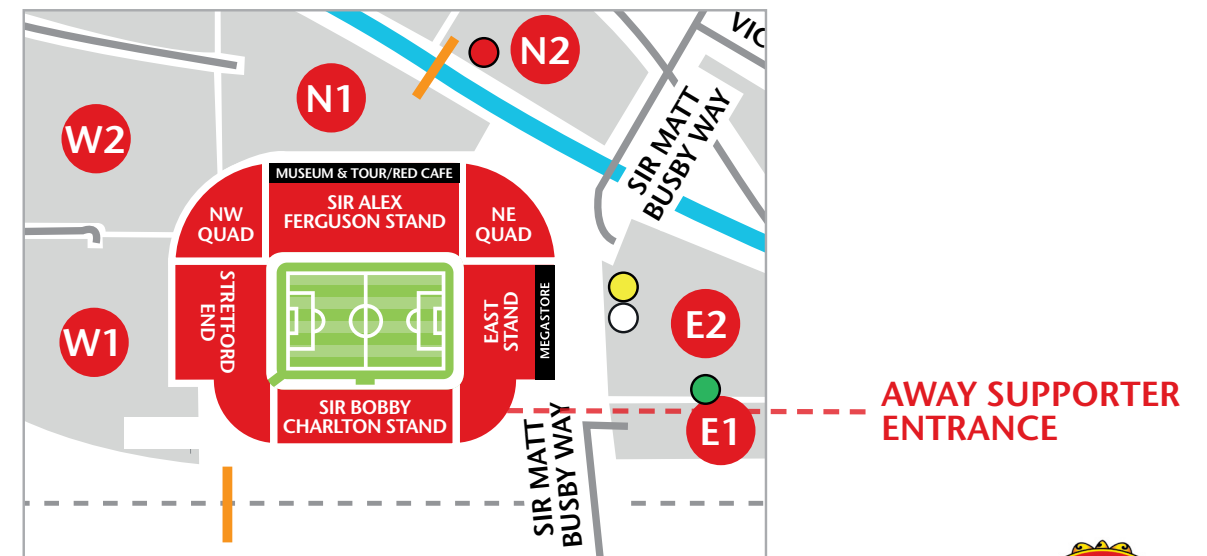 VIC
N2
N1
W2
SIR MATT
BUSBY WAY
MUSEUM & TOUR/RED CAFE
SIR ALEX
FERGUSON STAND
NW
QUAD
NE
QUAD
STRETFORD
END
EAST
STAND
MEGASTORE
W1
E2
SIR BOBBY
CHARLTON STAND
E1
AWAY SUPPORTER
ENTRANCE
SIR MATT
BUSBY WAY